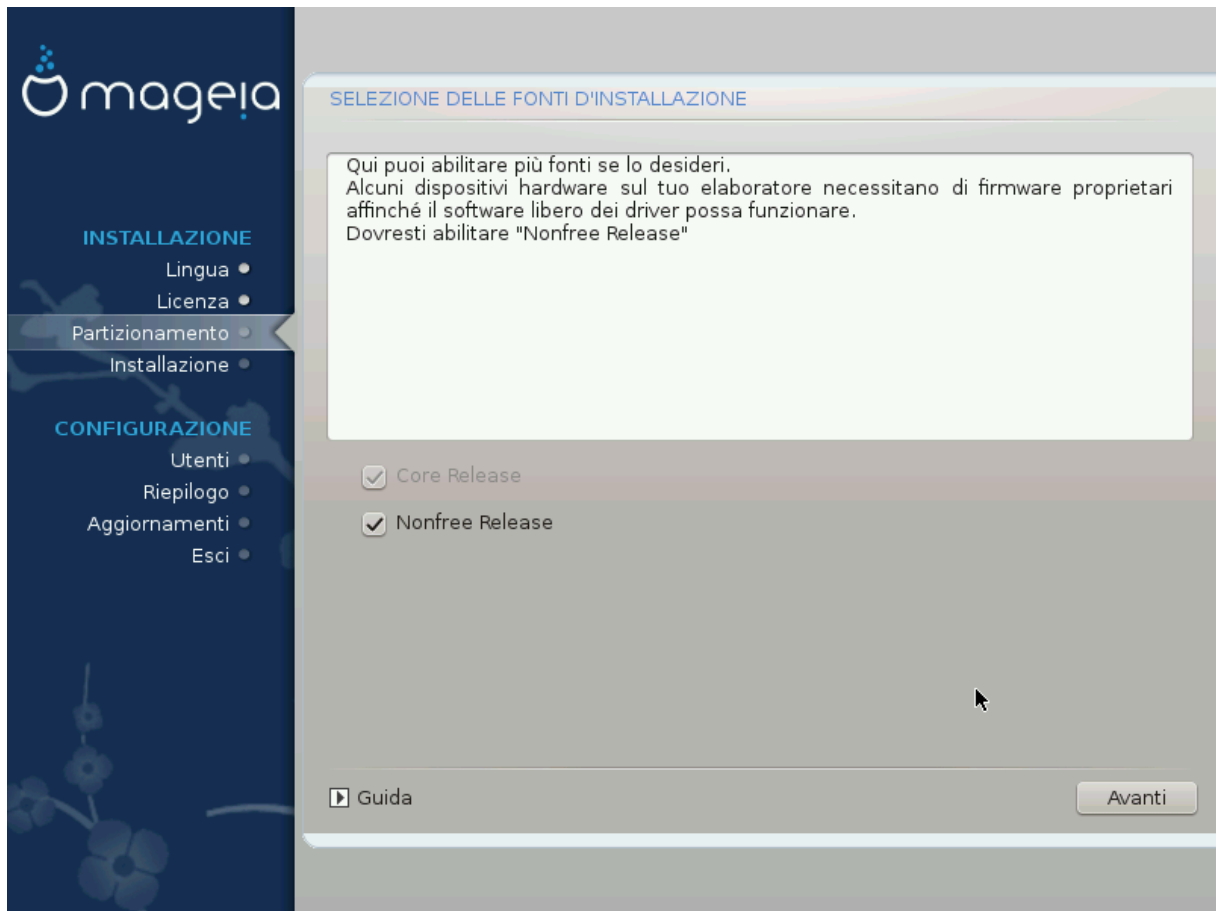 mageia
INSTALLAZIONE
Lingua
Licenza
Partizionamento
Installazione
CONFIGURAZIONE
Utenti
Riepilogo
Aggiornamenti
Esci
SELEZIONE DELLE FONTI D'INSTALLAZIONE
Qui puoi abilitare più fonti se lo desideri.
Alcuni dispositivi hardware sul tuo elaboratore necessitano di firmware proprietari
affinché il software libero dei driver possa funzionare.
Dovresti abilitare "Nonfree Release"
Core Release
Nonfree Release
Guida
Avanti